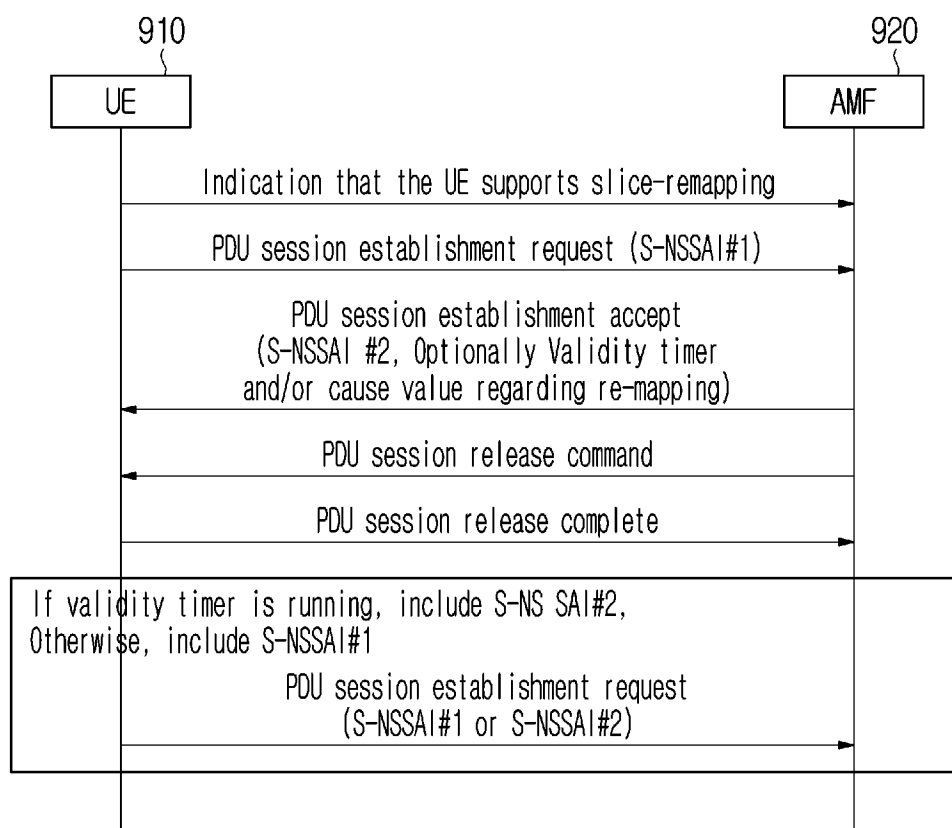 910
920
UE
AMF
Indication that the UE supports slice-remapping
PDU session establishment request (S-NSSAI#1)
PDU session establishment accept
(S-NSSAI #2, Optionally Validity timer
and/or cause value regarding re-mapping)
PDU session release command
PDU session release complete
If validity timer is running, include S-NS SAI#2,
Otherwise, include S-NSSAI#1
PDU session establishment request
(S-NSSAI#1 or S-NSSAI#2)